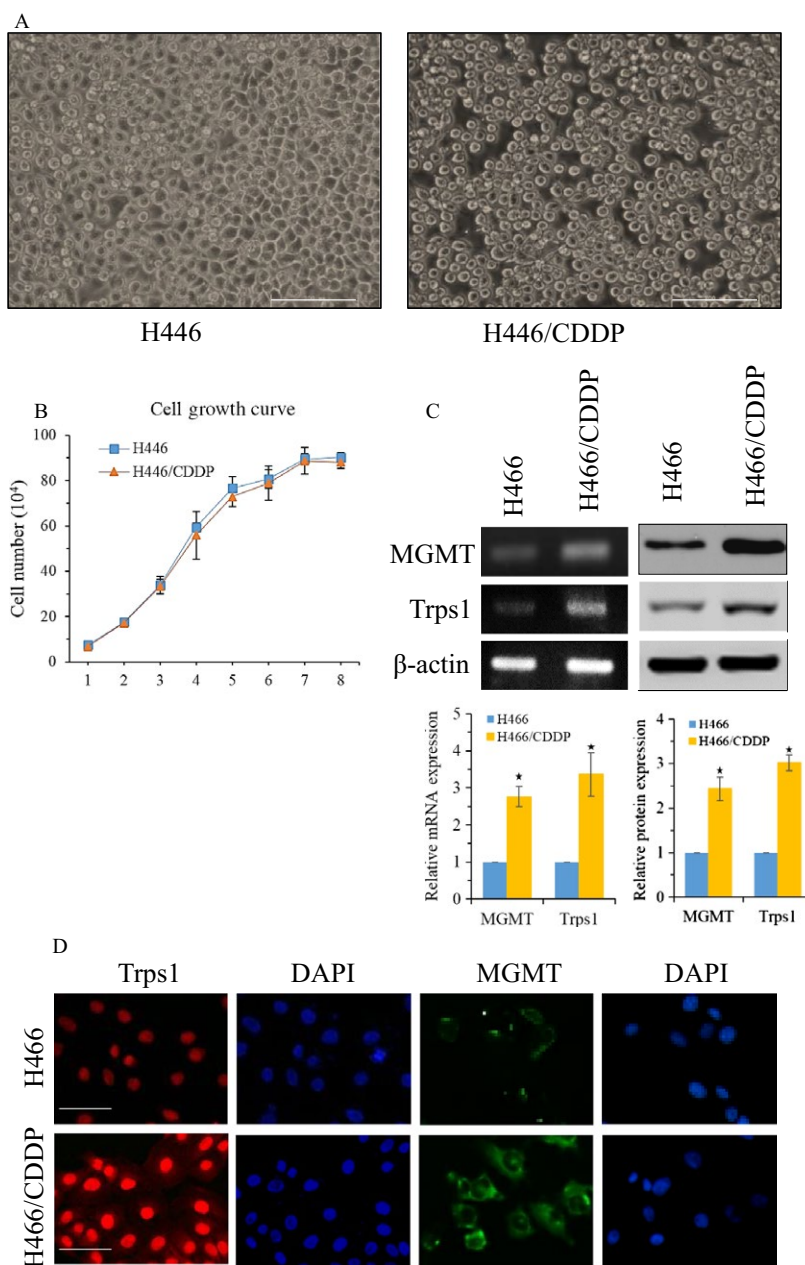 A
H446
H446/CDDP
B
Cell growth curve
H446
H446/CDDP
Cell number (10⁴)
100
80
60
40
20
0
1 2 3 4 5 6 7 8
C
H466
H466/CDDP
H466
H466/CDDP
MGMT
Trps1
β-actin
H466
H466/CDDP
Relative mRNA expression
5
4
3
2
1
0
MGMT Trps1
H466
H466/CDDP
Relative protein expression
4
3
2
1
0
MGMT Trps1
D
Trps1 DAPI MGMT DAPI
H466
H466/CDDP